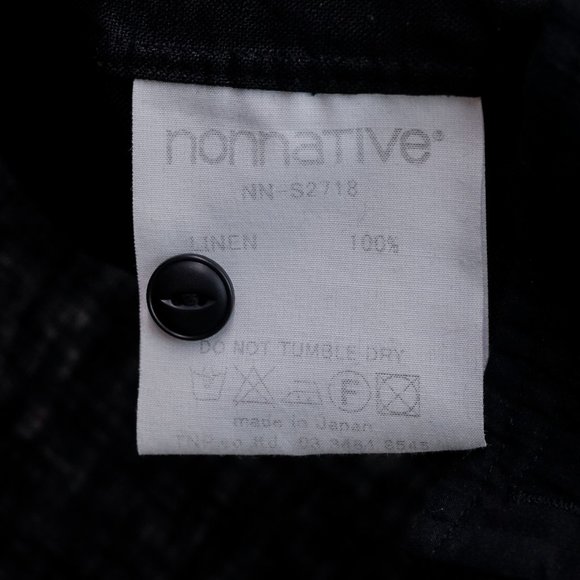 nonnative®
NN-S2718
LINEN 100%
DO NOT TUMBLE DRY
F
made in Japan